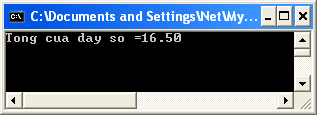 C:\Documents and Settings\Net\My...
Tong cua day so =16.50